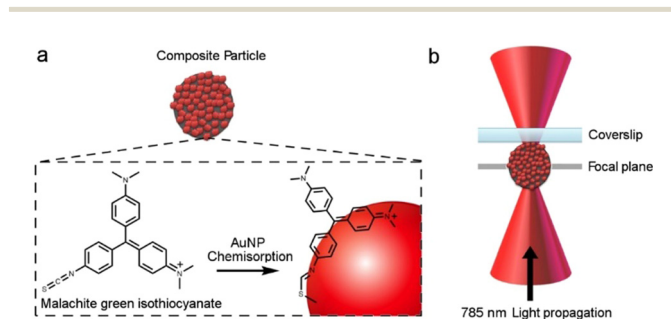 a
Composite Particle
N
N+
S
C
N
Malachite green isothiocyanate
AuNP
Chemisorption
N
N+
N
S
b
Coverslip
Focal plane
785 nm Light propagation